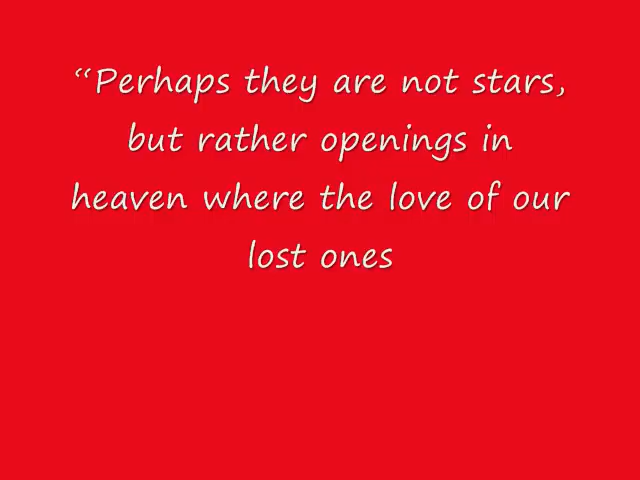 “Perhaps they are not stars,
but rather openings in
heaven where the love of our
lost ones